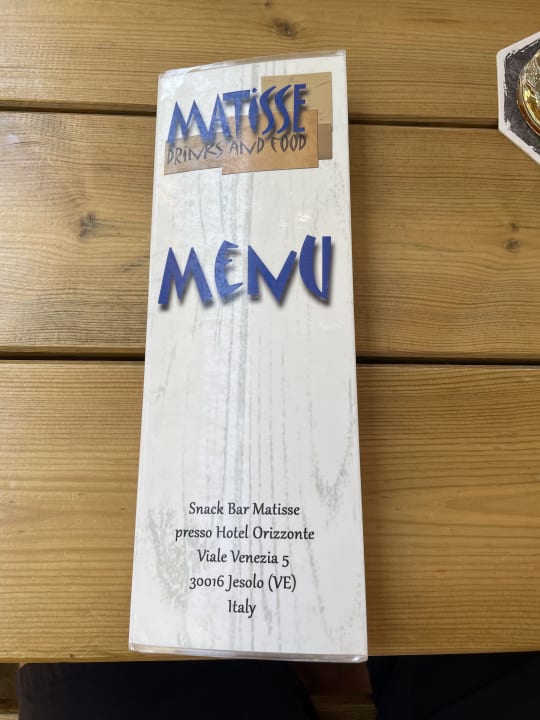 MATISSE
DRINKS AND FOOD
MENU
Snack Bar Matisse
presso Hotel Orizzonte
Viale Venezia 5
30016 Jesolo (VE)
Italy